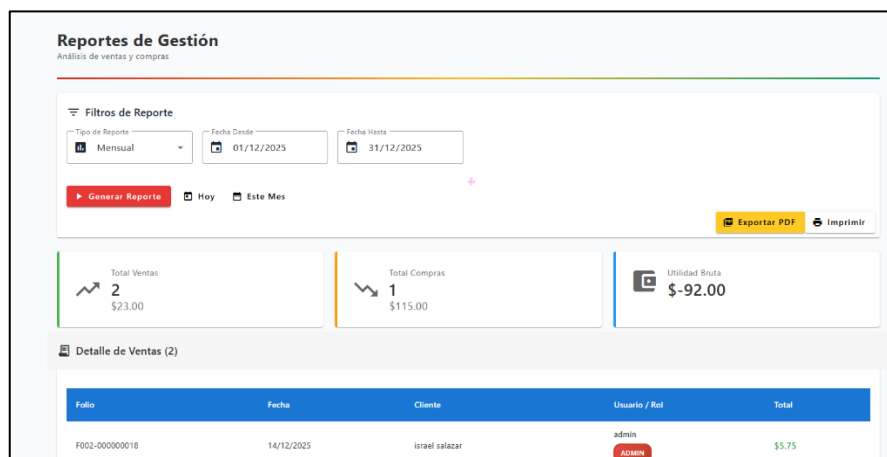 Reportes de Gestión
Análisis de ventas y compras
Filtros de Reporte
Tipo de Reporte Fecha Desde Fecha Hasta
Mensual 01/12/2025 31/12/2025
Generar Reporte Hoy Este Mes
Exportar PDF Imprimir
Total Ventas
2
$23.00
Total Compras
1
$115.00
Utilidad Bruta
$-92.00
Detalle de Ventas (2)
Folio Fecha Cliente Usuario / Rol Total
F002-000000018 14/12/2025 israel salazar admin $5.75
ADMIN